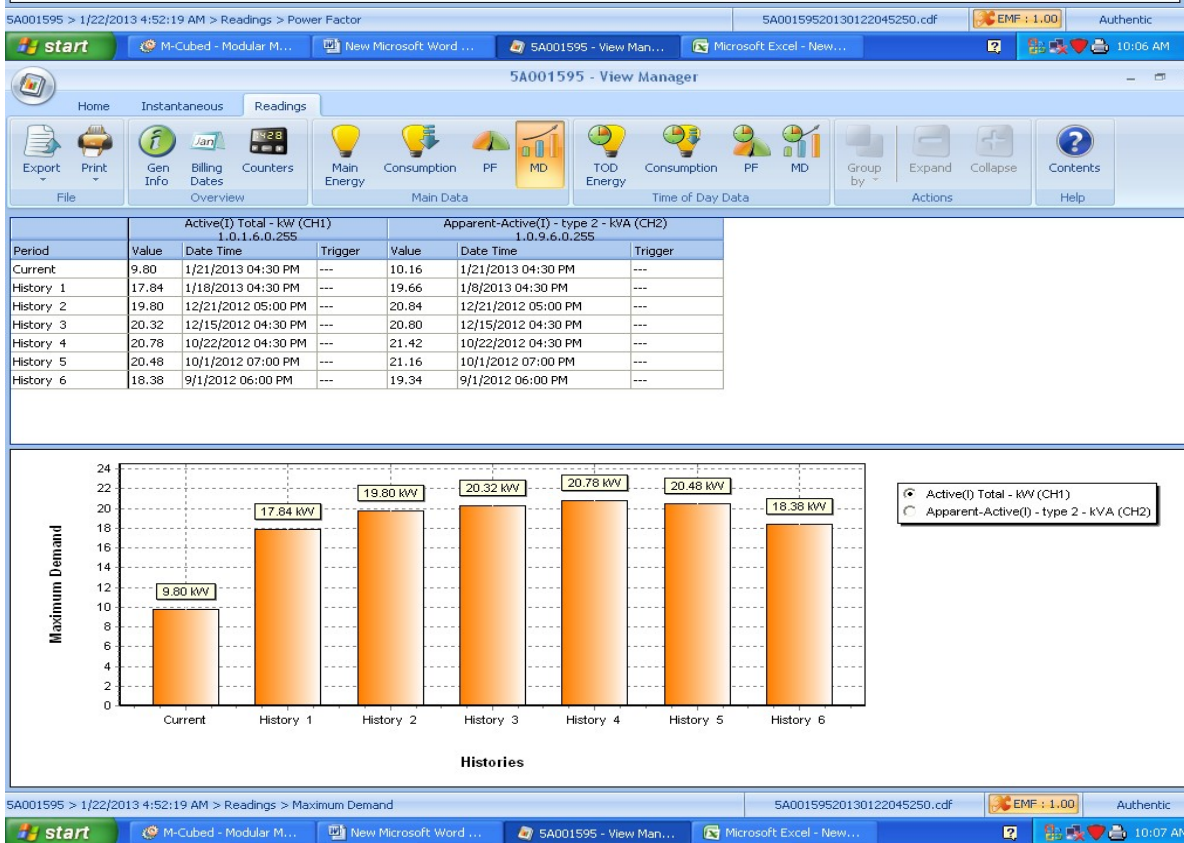 5A001595 > 1/22/2013 4:52:19 AM > Readings > Power Factor 5A00159520130122045250.cdf EMF : 1.00 Authentic
start M-Cubed - Modular M... New Microsoft Word ... 5A001595 - View Man... Microsoft Excel - New... 10:06 AM
5A001595 - View Manager
Home Instantaneous Readings
Export Print Gen Info Billing Dates Counters Main Energy Consumption PF MD TOD Energy Consumption PF MD Group by Expand Collapse Contents
File Overview Main Data Time of Day Data Actions Help
Active(I) Total - kW (CH1) Apparent-Active(I) - type 2 - kVA (CH2)
1.0.1.6.0.255 1.0.9.6.0.255
Period Value Date Time Trigger Value Date Time Trigger
Current 9.80 1/21/2013 04:30 PM --- 10.16 1/21/2013 04:30 PM ---
History 1 17.84 1/18/2013 04:30 PM --- 19.66 1/8/2013 04:30 PM ---
History 2 19.80 12/21/2012 05:00 PM --- 20.84 12/21/2012 05:00 PM ---
History 3 20.32 12/15/2012 04:30 PM --- 20.80 12/15/2012 04:30 PM ---
History 4 20.78 10/22/2012 04:30 PM --- 21.42 10/22/2012 04:30 PM ---
History 5 20.48 10/1/2012 07:00 PM --- 21.16 10/1/2012 07:00 PM ---
History 6 18.38 9/1/2012 06:00 PM --- 19.34 9/1/2012 06:00 PM ---
Maximum Demand
24
22
20
18
16
14
12
10
8
6
4
2
0
9.80 kW 17.84 kW 19.80 kW 20.32 kW 20.78 kW 20.48 kW 18.38 kW
Active(I) Total - kW (CH1)
Apparent-Active(I) - type 2 - kVA (CH2)
Current History 1 History 2 History 3 History 4 History 5 History 6
Histories
5A001595 > 1/22/2013 4:52:19 AM > Readings > Maximum Demand 5A00159520130122045250.cdf EMF : 1.00 Authentic
start M-Cubed - Modular M... New Microsoft Word ... 5A001595 - View Man... Microsoft Excel - New... 10:07 AM